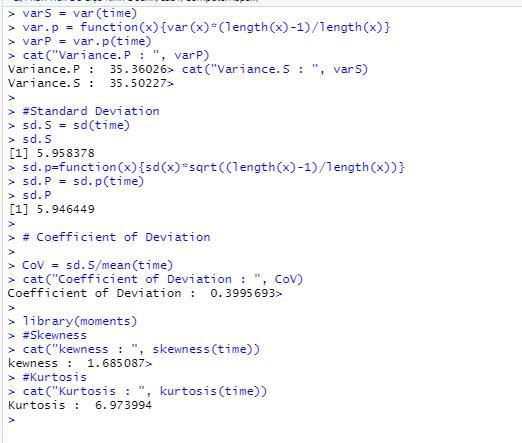 > varS = var(time)
> var.p = function(x){var(x)*(length(x)-1)/length(x)}
> varP = var.p(time)
> cat("Variance.P : ", varP)
Variance.P :  35.36026> cat("Variance.S : ", varS)
Variance.S :  35.50227>
>
> #Standard Deviation
> sd.S = sd(time)
> sd.S
[1] 5.958378
> sd.p=function(x){sd(x)*sqrt((length(x)-1)/length(x))}
> sd.P = sd.p(time)
> sd.P
[1] 5.946449
>
> # Coefficient of Deviation
>
> CoV = sd.S/mean(time)
> cat("Coefficient of Deviation : ", CoV)
Coefficient of Deviation :  0.3995693>
>
> library(moments)
> #Skewness
> cat("kewness : ", skewness(time))
kewness :  1.685087>
> #Kurtosis
> cat("Kurtosis : ", kurtosis(time))
Kurtosis :  6.973994
>